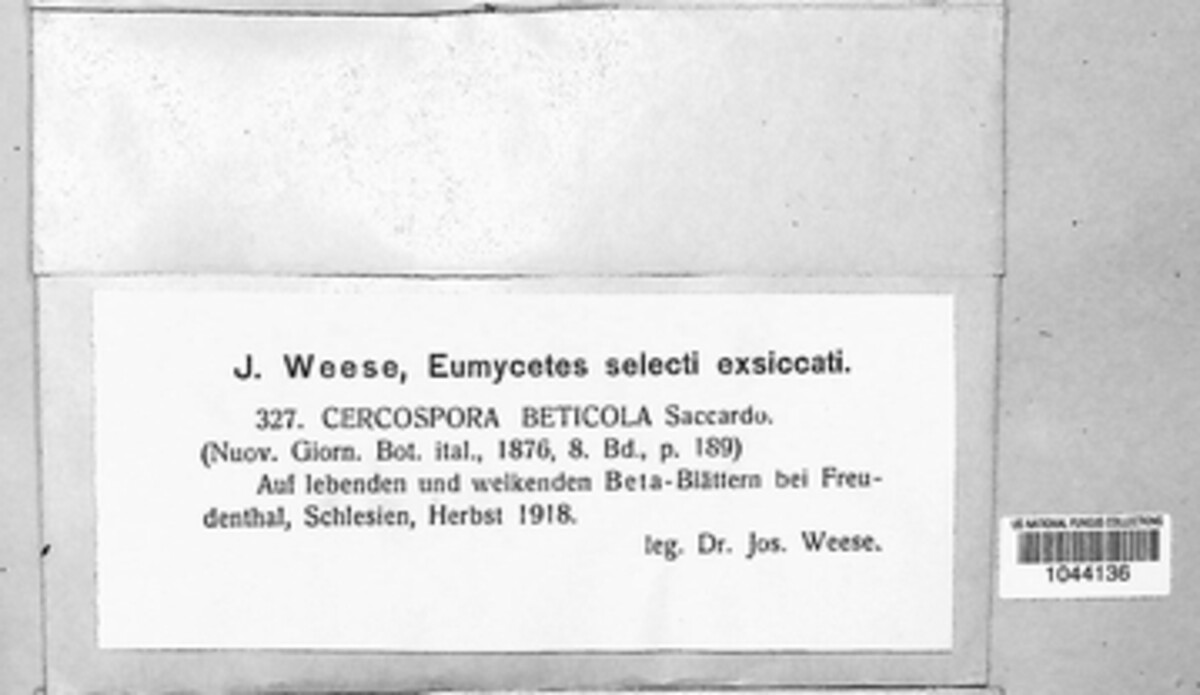 J. Weese, Eumycetes selecti exsiccati.
327. CERCOSPORA BETICOLA Saccardo.
(Nuov. Giorn. Bot. ital., 1876, 8. Bd., p. 189)
Auf lebenden und welkenden Beta-Blättern bei Freu-
denthal, Schlesien, Herbst 1918.
leg. Dr. Jos. Weese.
US NATIONAL FUNGUS COLLECTIONS
1044136